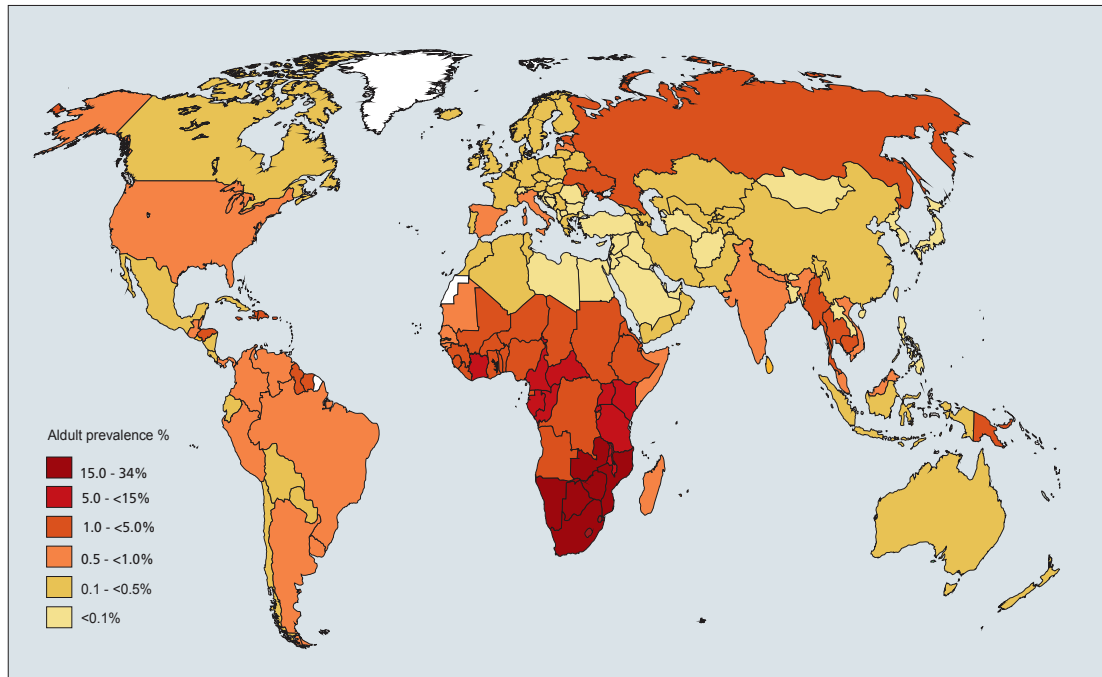 Aldult prevalence %
15.0 - 34%
5.0 - <15%
1.0 - <5.0%
0.5 - <1.0%
0.1 - <0.5%
<0.1%